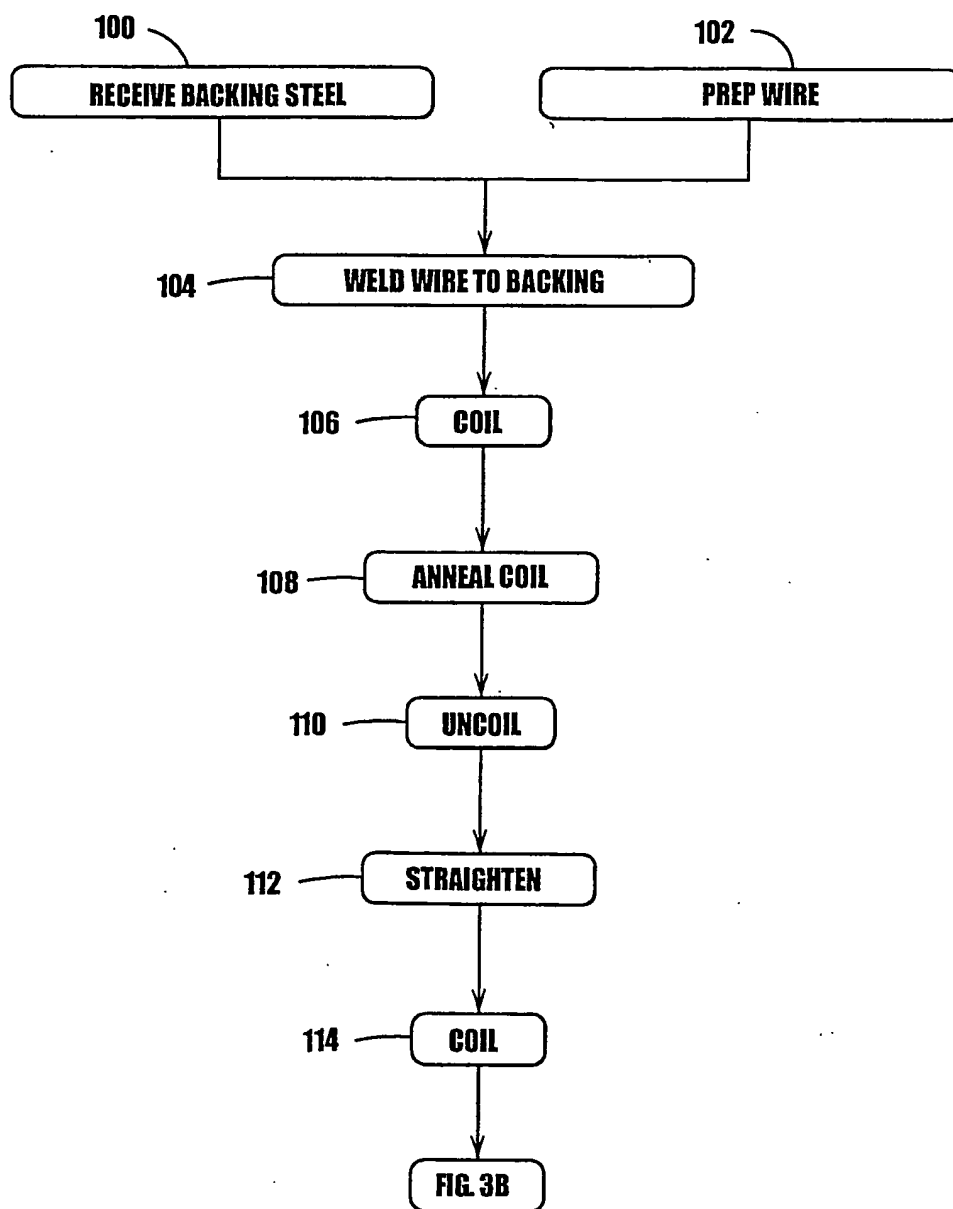 100
102
RECEIVE BACKING STEEL
PREP WIRE
104
WELD WIRE TO BACKING
106
COIL
108
ANNEAL COIL
110
UNCOIL
112
STRAIGHTEN
114
COIL
FIG. 3B